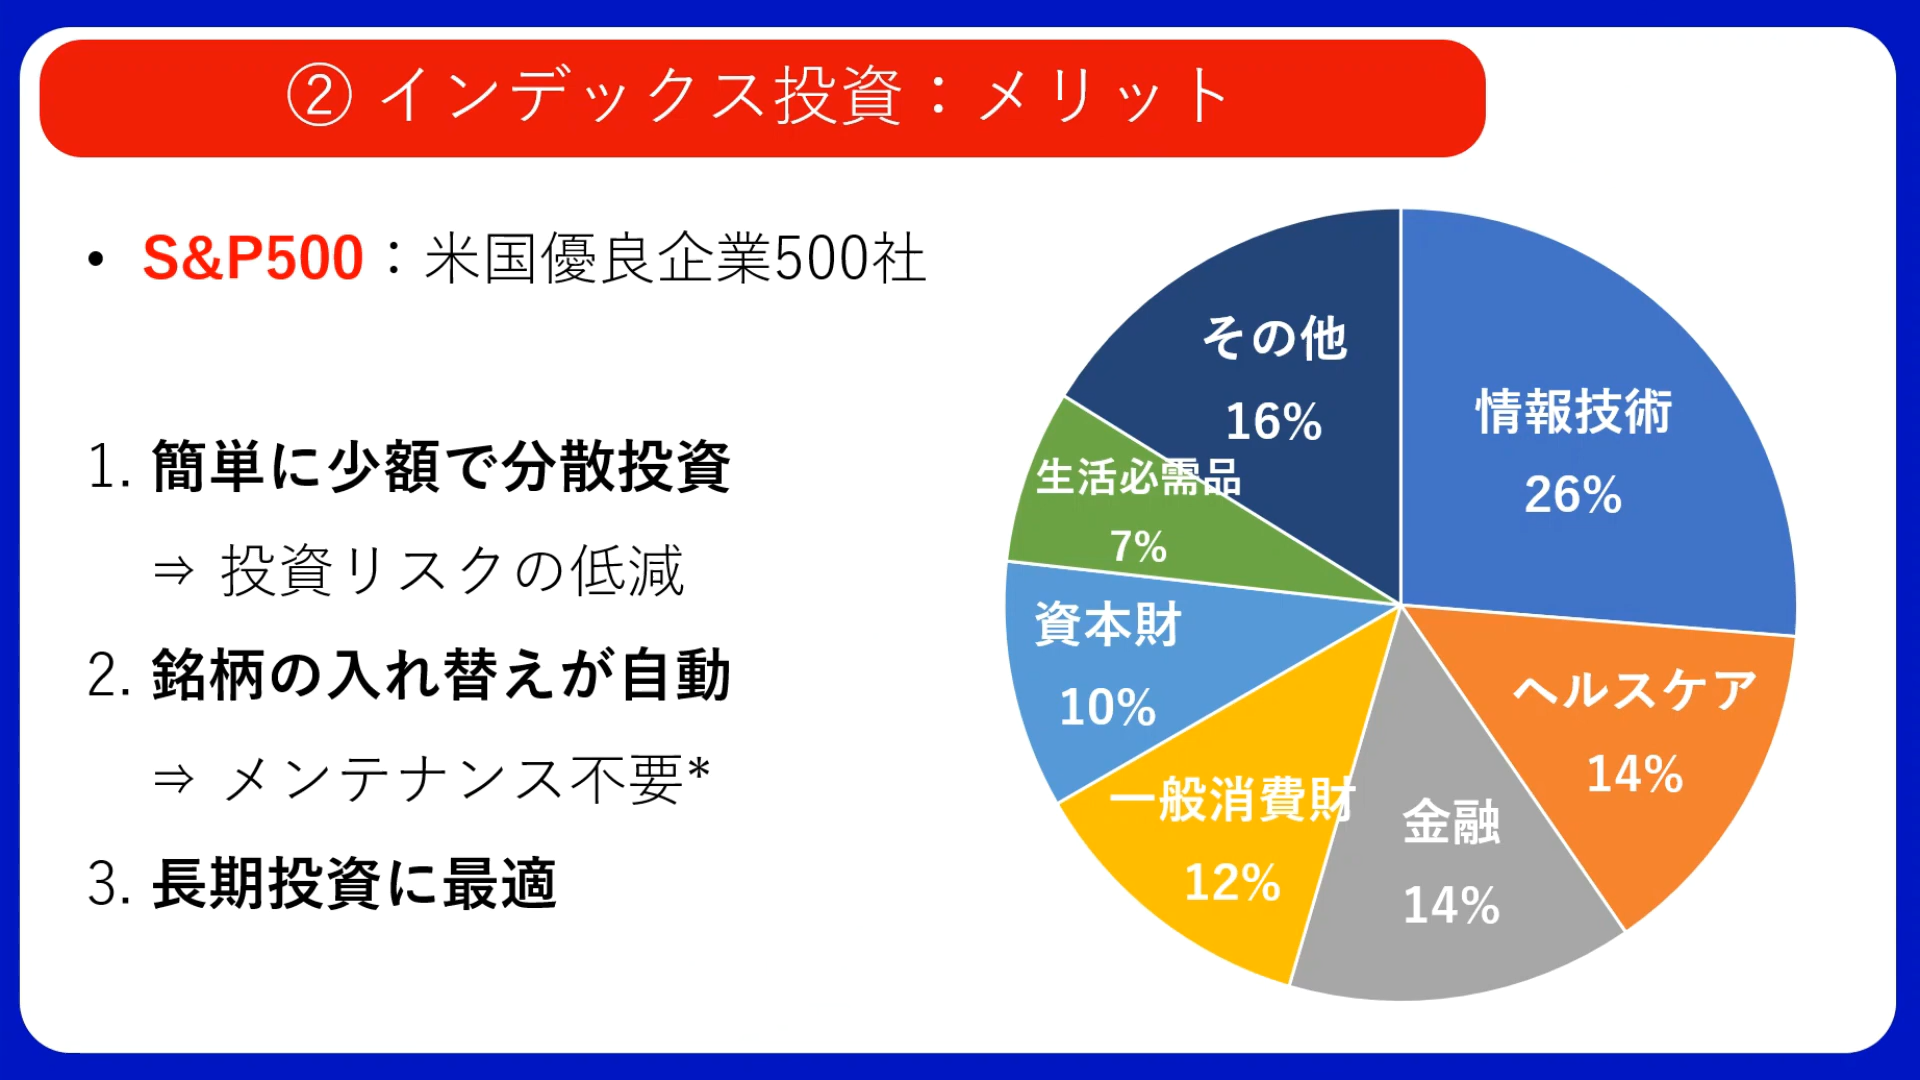 ② インデックス投資：メリット
• S&P500：米国優良企業500社
1. 簡単に少額で分散投資
⇒ 投資リスクの低減
2. 銘柄の入れ替えが自動
⇒ メンテナンス不要*
3. 長期投資に最適
情報技術
26%
ヘルスケア
14%
金融
14%
一般消費財
12%
資本財
10%
生活必需品
7%
その他
16%